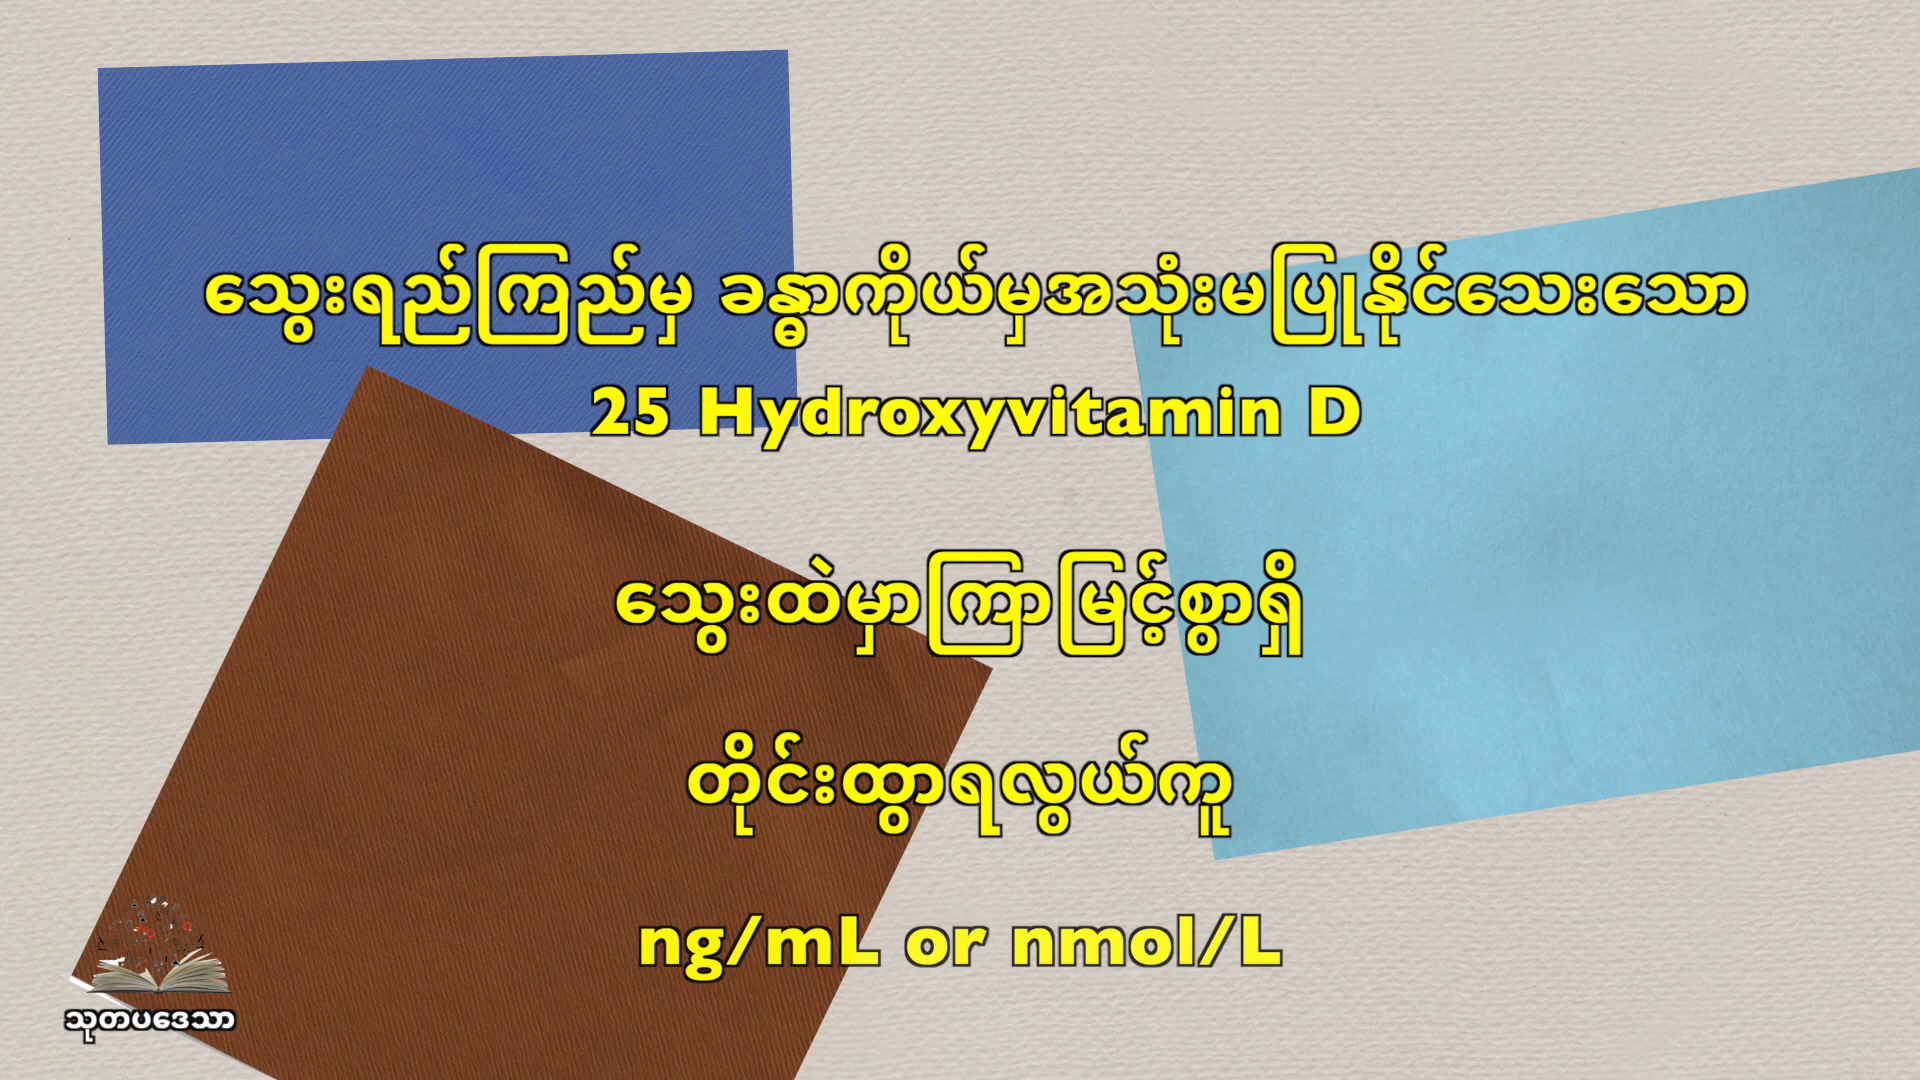 သွေးရည်ကြည်မှ ခန္ဓာကိုယ်မှအသုံးမပြုနိုင်သေးသော
25 Hydroxyvitamin D
သွေးထဲမှာကြာမြင့်စွာရှိ
တိုင်းထွာရလွယ်ကူ
ng/mL or nmol/L
သုတပဒေသာ